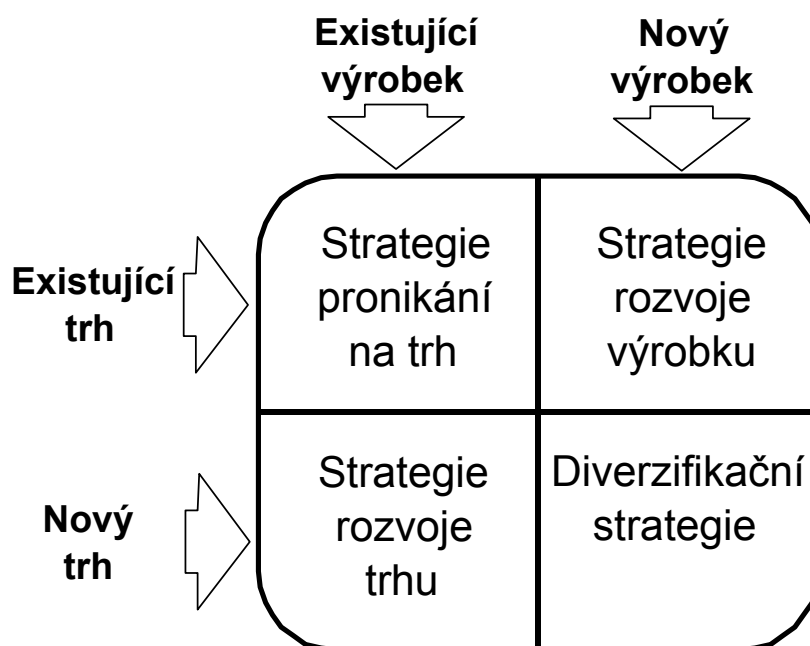 Existující
výrobek
Nový
výrobek
Existující
trh
Strategie
pronikání
na trh
Strategie
rozvoje
výrobku
Nový
trh
Strategie
rozvoje
trhu
Diverzifikační
strategie